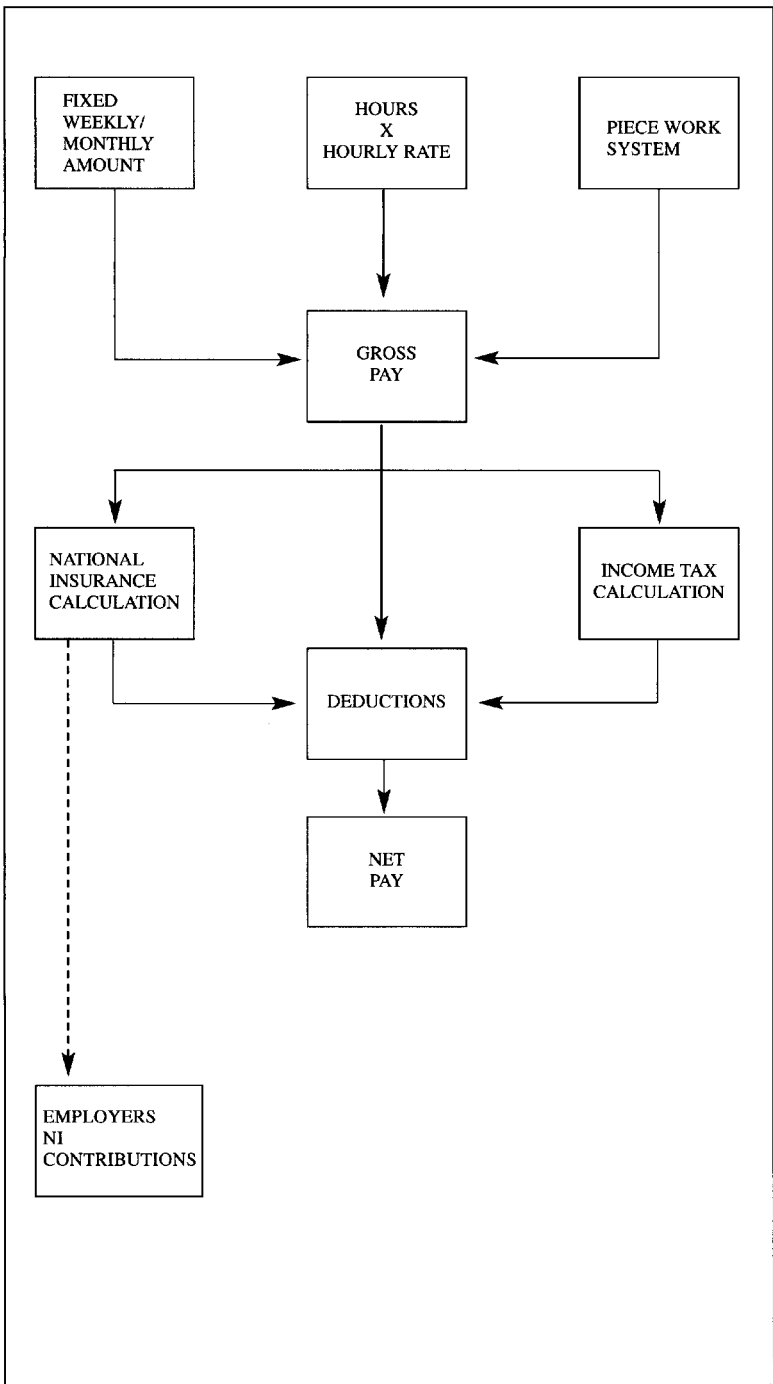 FIXED
WEEKLY/
MONTHLY
AMOUNT
HOURS
X
HOURLY RATE
PIECE WORK
SYSTEM
GROSS
PAY
NATIONAL
INSURANCE
CALCULATION
INCOME TAX
CALCULATION
DEDUCTIONS
NET
PAY
EMPLOYERS
NI
CONTRIBUTIONS